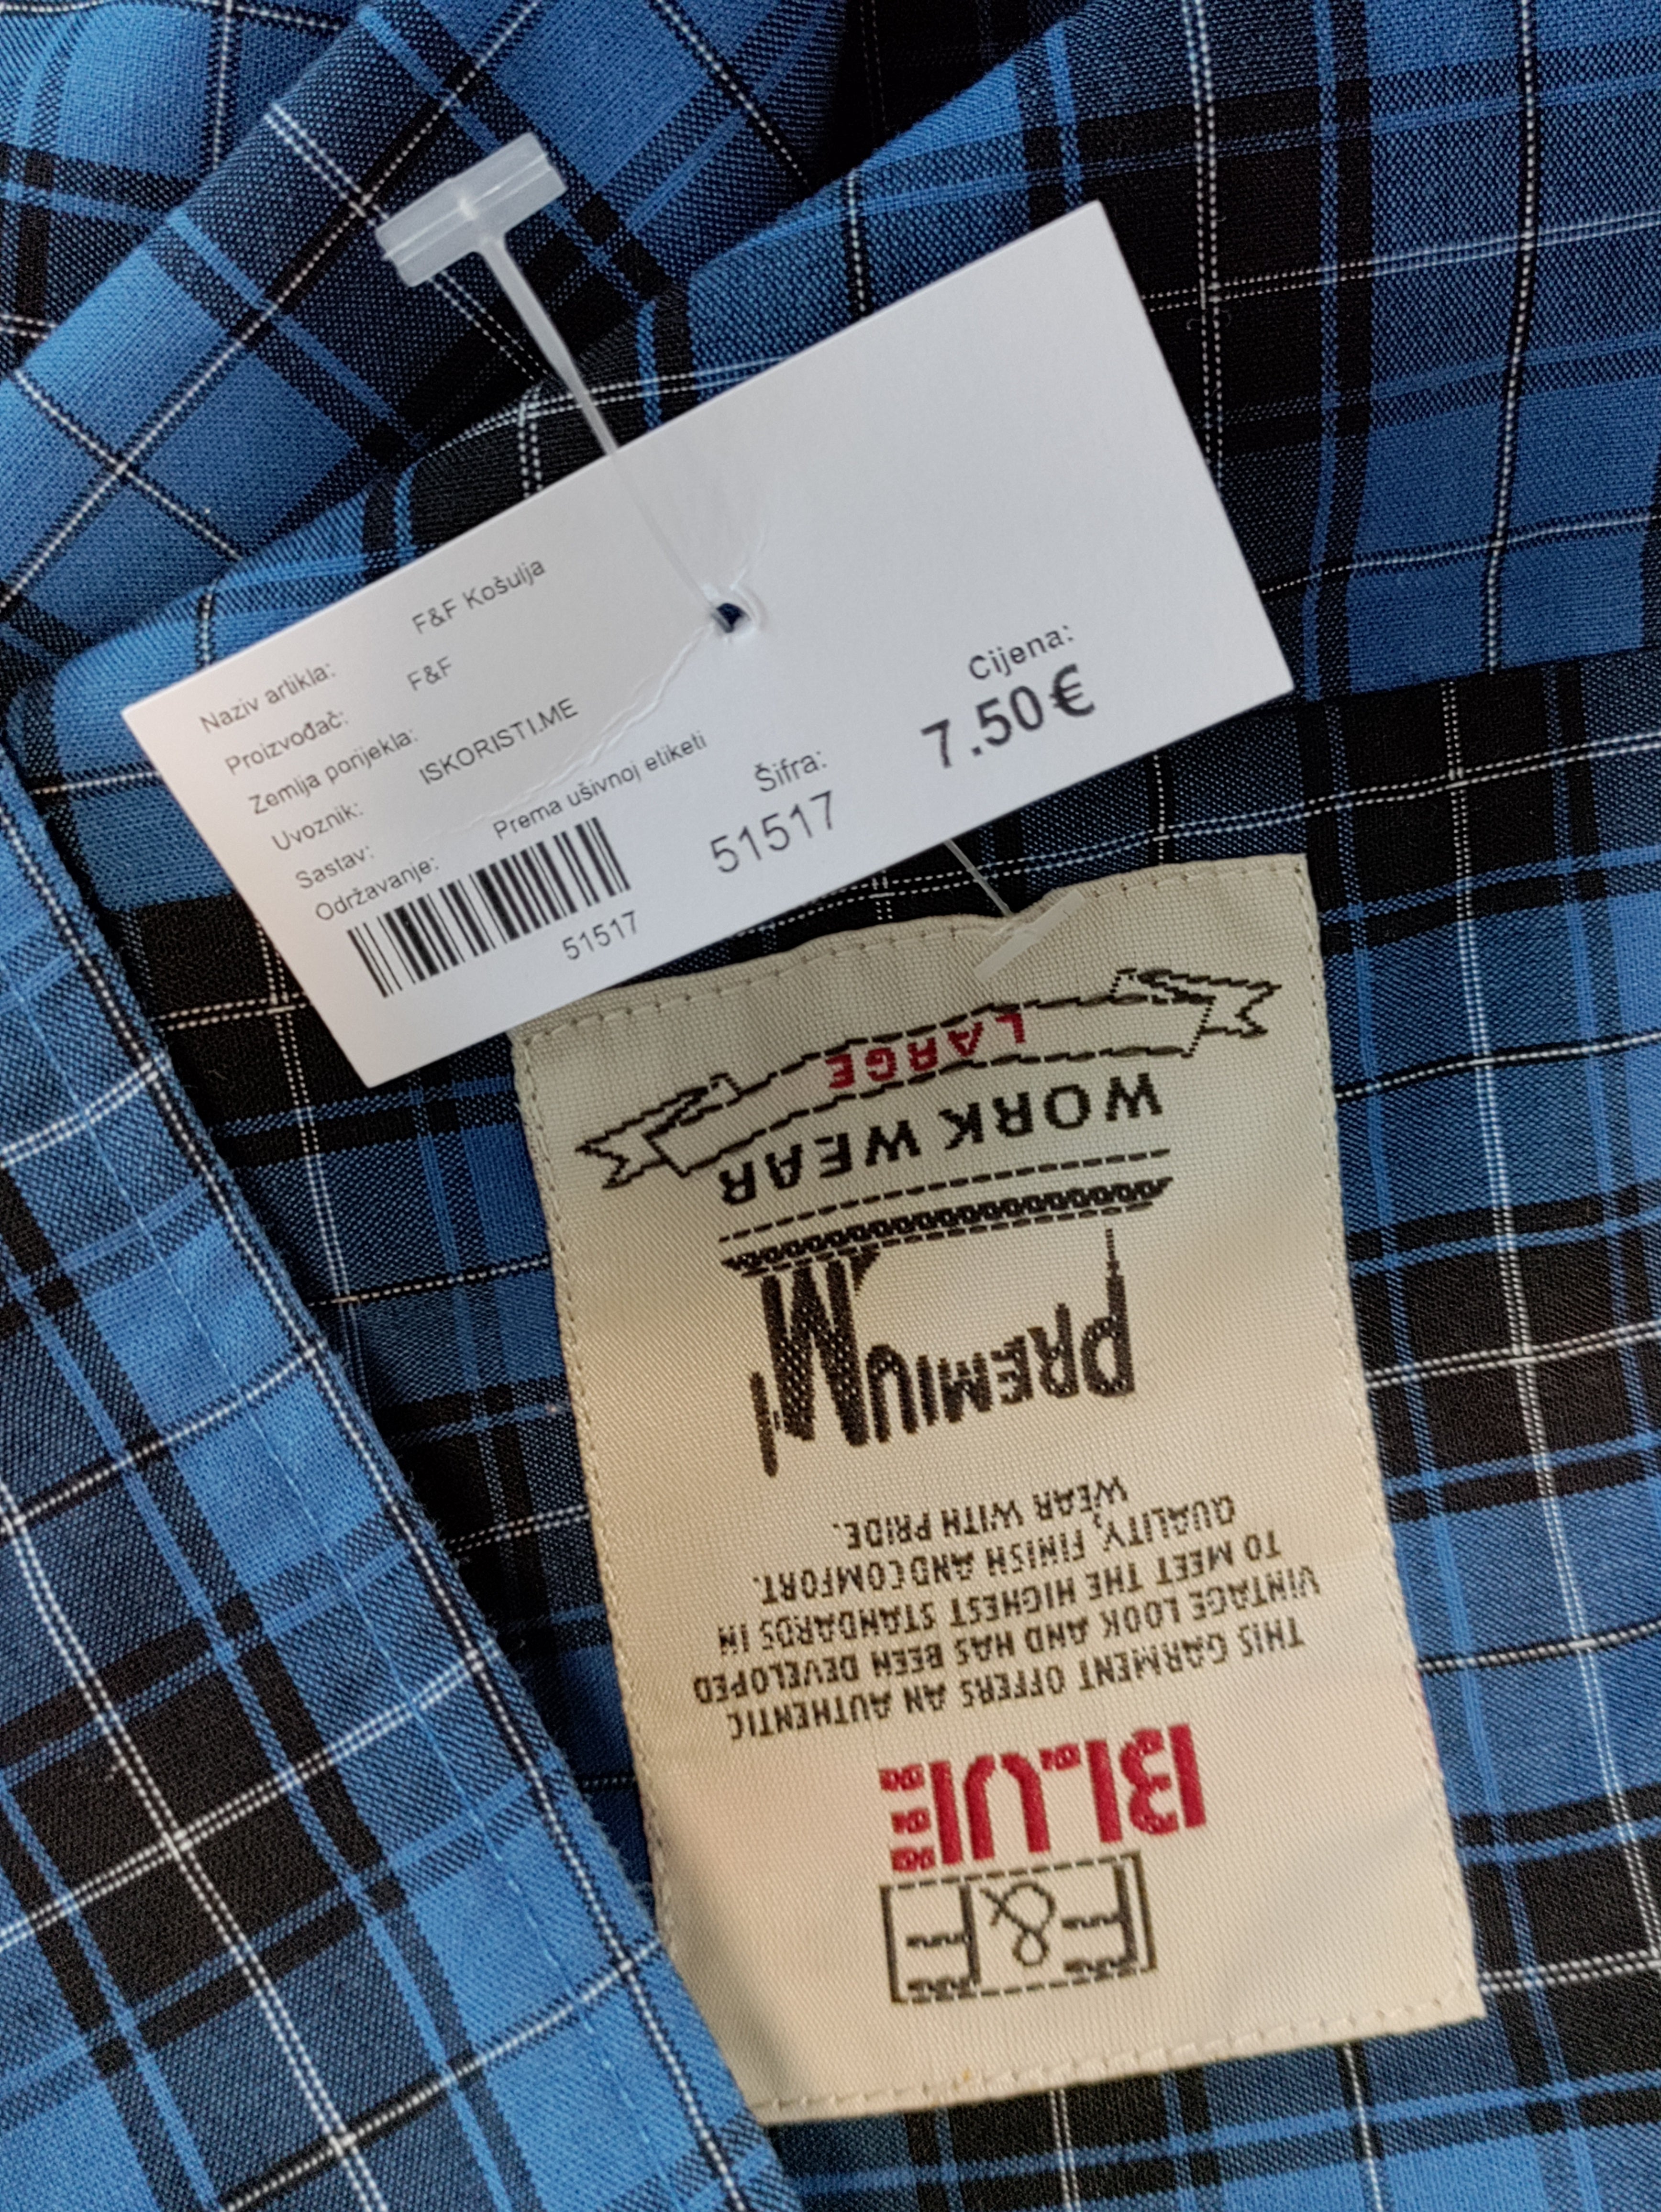 Naziv artikla: F&F Košulja
Proizvođač: F&F
Zemlja porijekla:
Uvoznik: ISKORISTI.ME
Sastav:
Održavanje: Prema ušivnoj etiketi
51517
Šifra:
51517
Cijena:
7.50€
F&F
BLUE
THIS GARMENT OFFERS AN AUTHENTIC
VINTAGE LOOK AND HAS BEEN DEVELOPED
TO MEET THE HIGHEST STANDARDS IN
QUALITY, FINISH AND COMFORT.
WEAR WITH PRIDE.
PREMIUM
WORK WEAR
LARGE